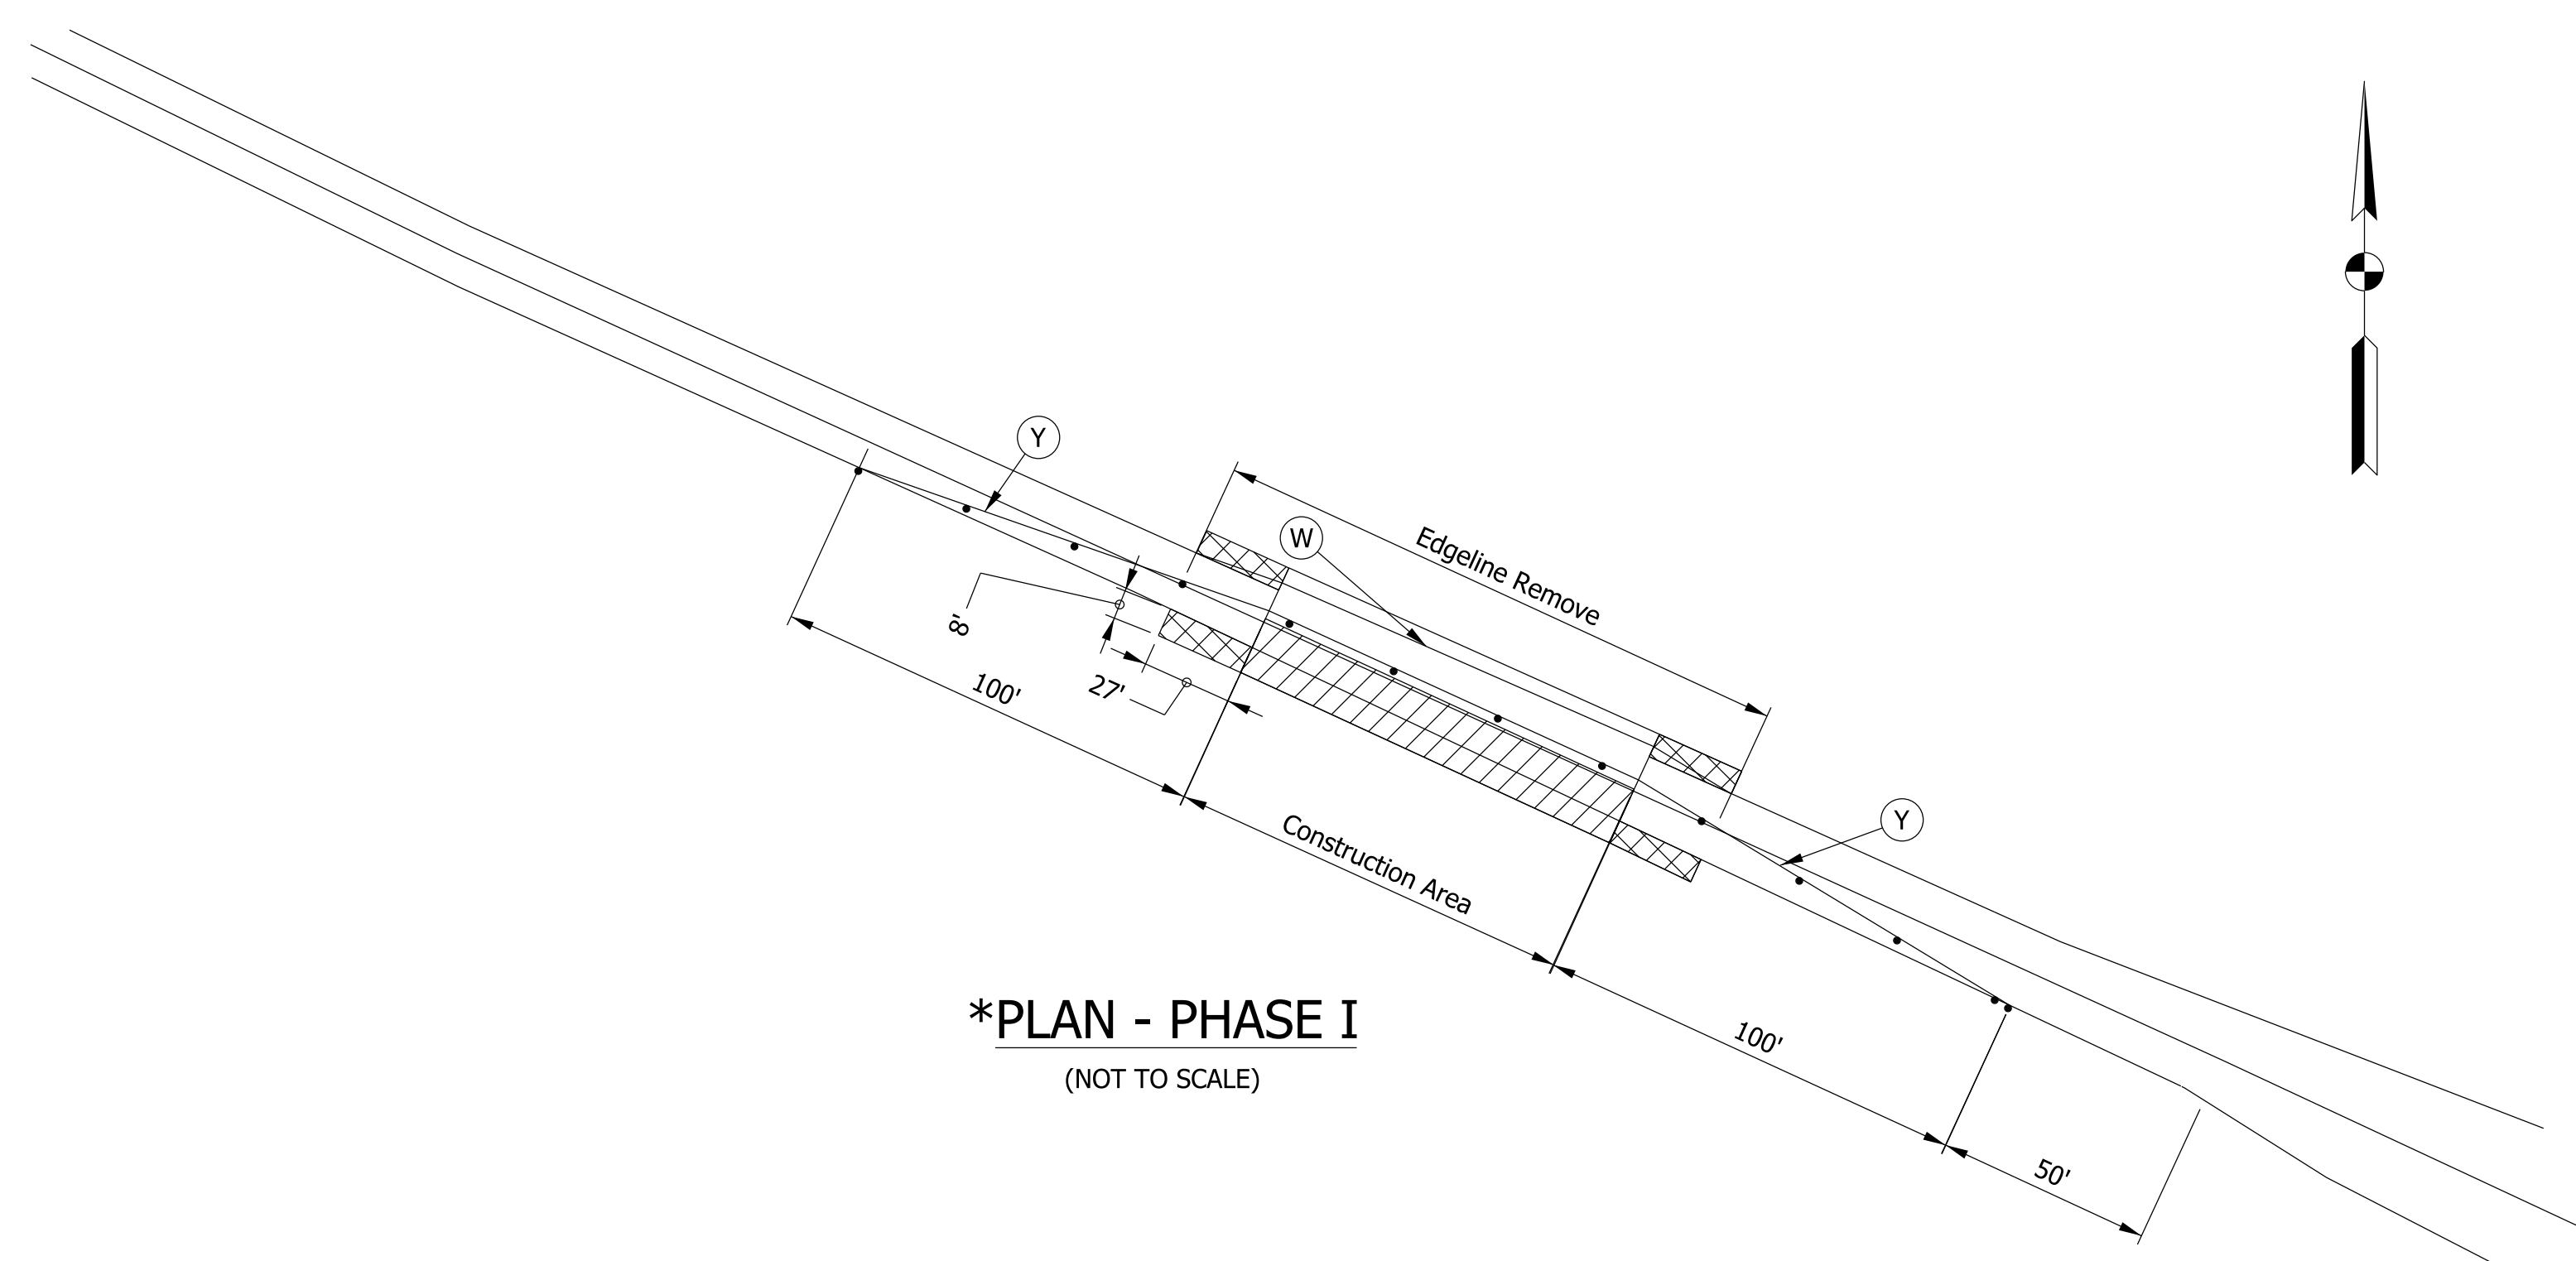 Y
W
Edgeline Remove
8'
27'
100'
Construction Area
Y
100'
50'
*PLAN - PHASE I
(NOT TO SCALE)